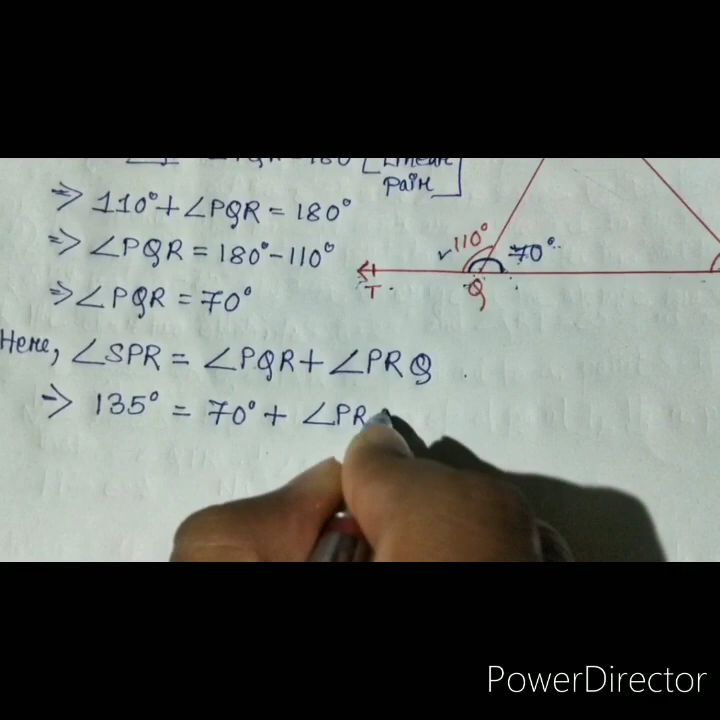 pair]
⇒ 110° + ∠PQR = 180°
⇒ ∠PQR = 180° - 110°
⇒ ∠PQR = 70°
Here, ∠SPR = ∠PQR + ∠PRQ
⇒ 135° = 70° + ∠PR
110°
70°
T
Q
PowerDirector